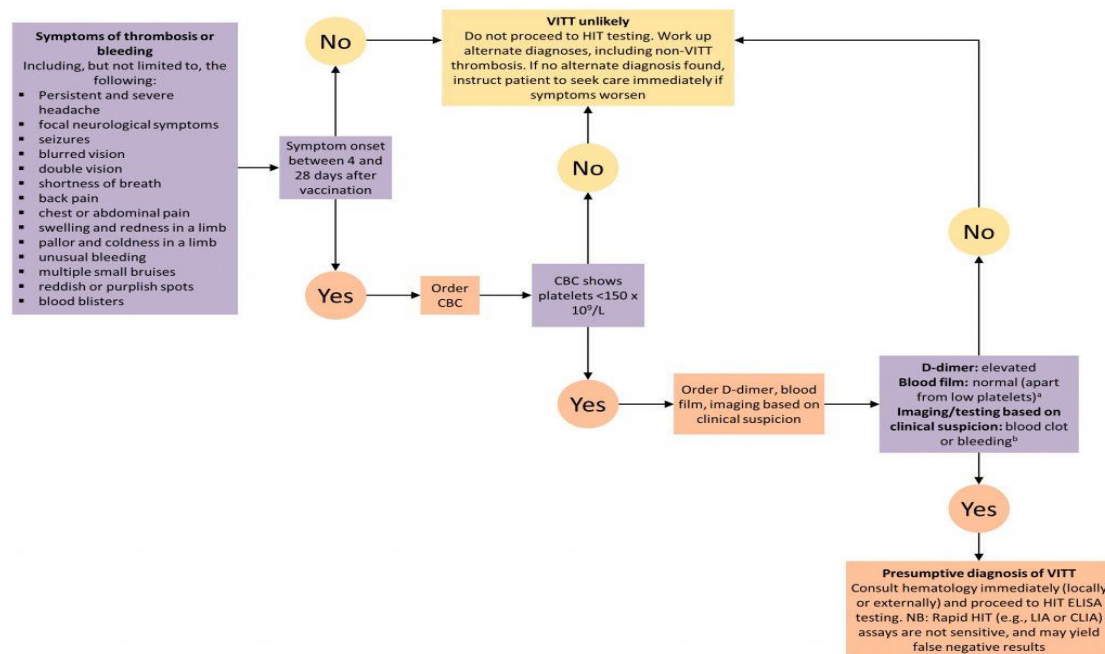 Symptoms of thrombosis or
bleeding
Including, but not limited to, the
following:
▪ Persistent and severe
headache
▪ focal neurological symptoms
▪ seizures
▪ blurred vision
▪ double vision
▪ shortness of breath
▪ back pain
▪ chest or abdominal pain
▪ swelling and redness in a limb
▪ pallor and coldness in a limb
▪ unusual bleeding
▪ multiple small bruises
▪ reddish or purplish spots
▪ blood blisters
No
Symptom onset
between 4 and
28 days after
vaccination
Yes
VITT unlikely
Do not proceed to HIT testing. Work up
alternate diagnoses, including non-VITT
thrombosis. If no alternate diagnosis found,
instruct patient to seek care immediately if
symptoms worsen
Order
CBC
No
CBC shows
platelets <150 x
10⁹/L
Yes
Order D-dimer, blood
film, imaging based on
clinical suspicion
No
D-dimer: elevated
Blood film: normal (apart
from low platelets)ᵃ
Imaging/testing based on
clinical suspicion: blood clot
or bleedingᵇ
Yes
Presumptive diagnosis of VITT
Consult hematology immediately (locally
or externally) and proceed to HIT ELISA
testing. NB: Rapid HIT (e.g., LIA or CLIA)
assays are not sensitive, and may yield
false negative results